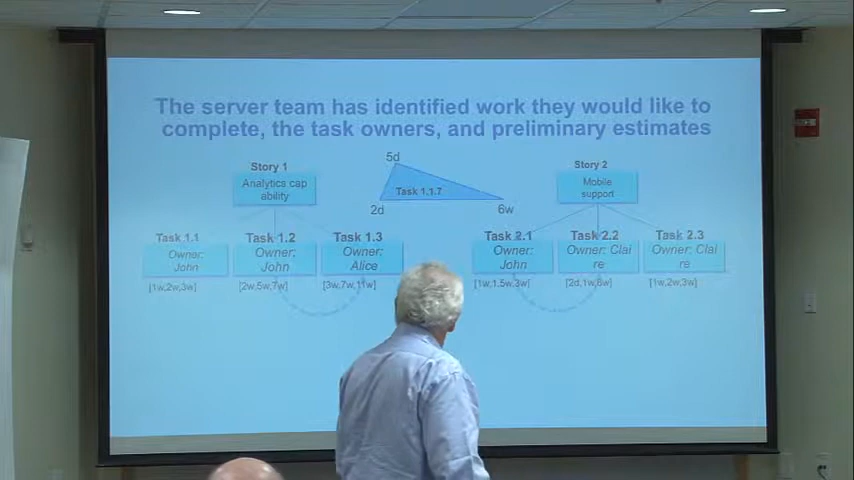 The server team has identified work they would like to
complete, the task owners, and preliminary estimates
Story 1
Analytics cap
ability
5d
Task 1.1.7
2d
6w
Story 2
Mobile
support
Task 1.1
Owner:
John
[1w,2w,3w]
Task 1.2
Owner:
John
[2w,5w,7w]
Task 1.3
Owner:
Alice
[3w,7w,11w]
Task 2.1
Owner:
John
[1w,1.5w,3w]
Task 2.2
Owner: Clai
re
[2d,1w,6w]
Task 2.3
Owner: Clai
re
[1w,2w,3w]